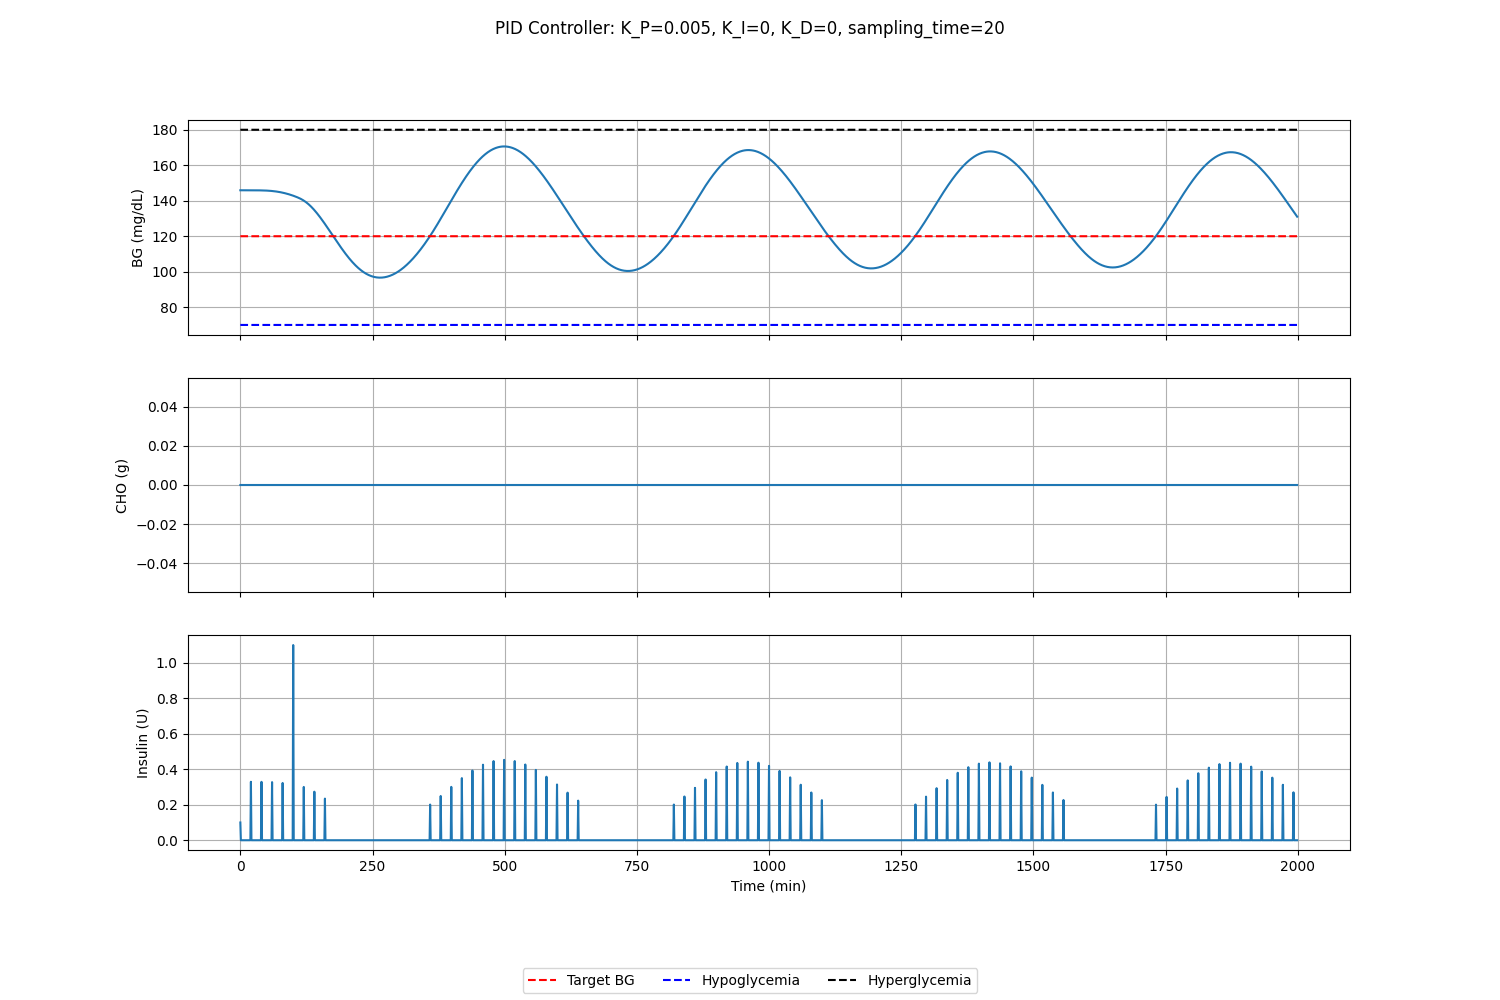 PID Controller: K_P=0.005, K_I=0, K_D=0, sampling_time=20
180
160
140
120
100
80
BG (mg/dL)
0.04
0.02
0.00
−0.02
−0.04
CHO (g)
1.0
0.8
0.6
0.4
0.2
0.0
Insulin (U)
0 250 500 750 1000 1250 1500 1750 2000
Time (min)
Target BG Hypoglycemia Hyperglycemia